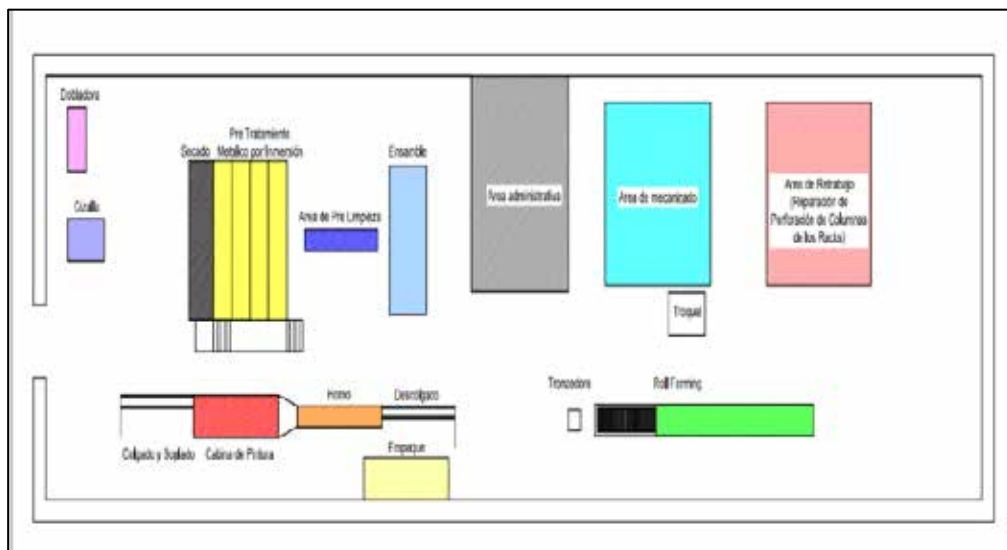 Dobladora
Cizalla
Secado
Pre Tratamiento
Metalico por Inmersión
Area de Pre Limpieza
Ensamble
Area administrativa
Area de mecanizado
Area de Retrabajo
(Reparación de
Perforación de Columnas
de los Racks)
Troquel
Colgado y Soplado
Cabina de Pintura
Horno
Descolgado
Empaque
Tronzadora
Roll Forming